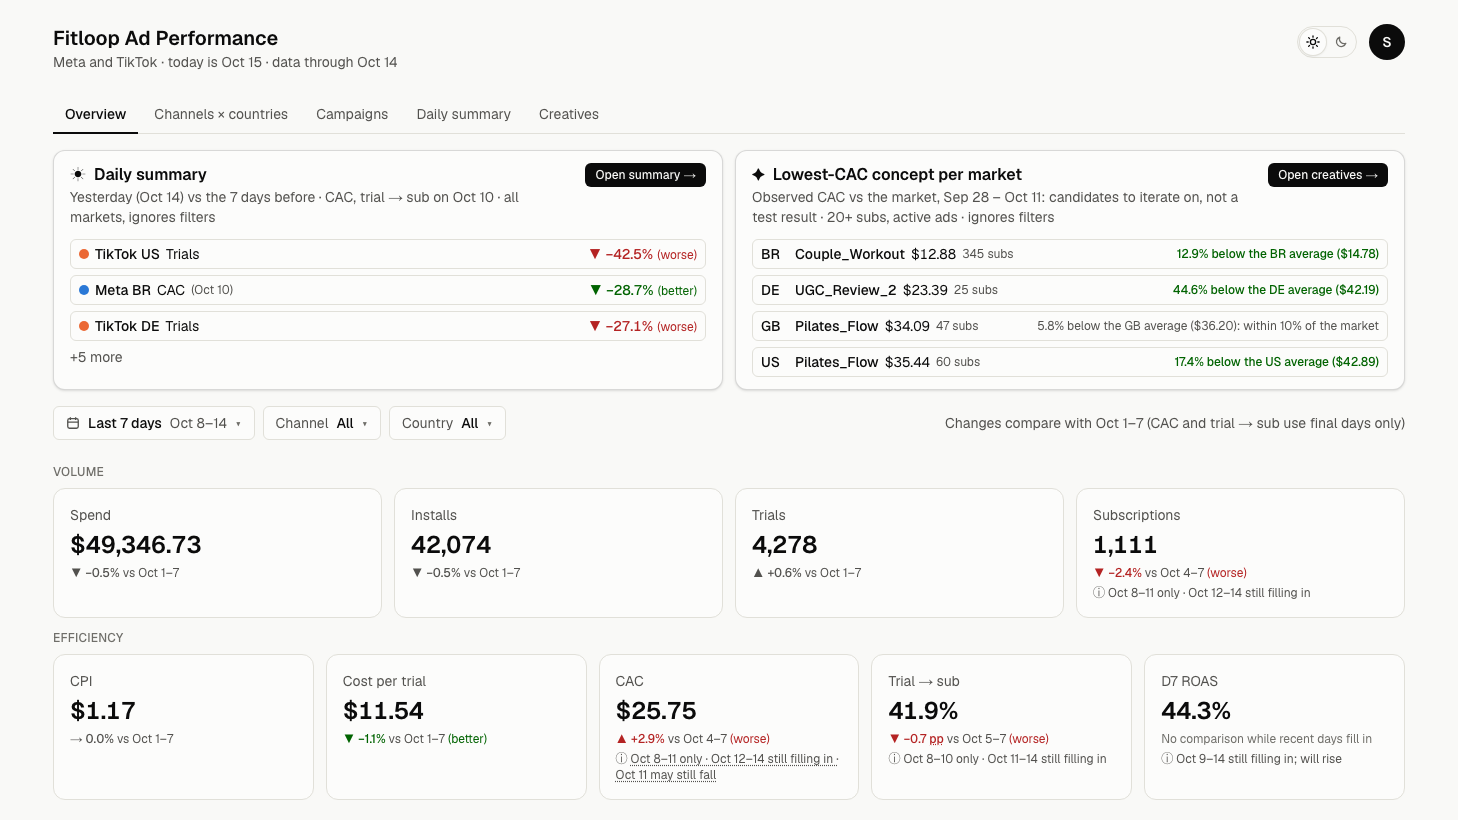 Fitloop Ad Performance
Meta and TikTok · today is Oct 15 · data through Oct 14
S
Overview
Channels × countries
Campaigns
Daily summary
Creatives
Daily summary
Open summary →
Yesterday (Oct 14) vs the 7 days before · CAC, trial → sub on Oct 10 · all
markets, ignores filters
TikTok US Trials ▼ −42.5% (worse)
Meta BR CAC (Oct 10) ▼ −28.7% (better)
TikTok DE Trials ▼ −27.1% (worse)
+5 more
Lowest-CAC concept per market
Open creatives →
Observed CAC vs the market, Sep 28 – Oct 11: candidates to iterate on, not a
test result · 20+ subs, active ads · ignores filters
BR Couple_Workout $12.88 345 subs 12.9% below the BR average ($14.78)
DE UGC_Review_2 $23.39 25 subs 44.6% below the DE average ($42.19)
GB Pilates_Flow $34.09 47 subs 5.8% below the GB average ($36.20): within 10% of the market
US Pilates_Flow $35.44 60 subs 17.4% below the US average ($42.89)
Last 7 days Oct 8–14 ▾
Channel All ▾
Country All ▾
Changes compare with Oct 1–7 (CAC and trial → sub use final days only)
VOLUME
Spend
$49,346.73
▼ −0.5% vs Oct 1–7
Installs
42,074
▼ −0.5% vs Oct 1–7
Trials
4,278
▲ +0.6% vs Oct 1–7
Subscriptions
1,111
▼ −2.4% vs Oct 4–7 (worse)
ⓘ Oct 8–11 only · Oct 12–14 still filling in
EFFICIENCY
CPI
$1.17
→ 0.0% vs Oct 1–7
Cost per trial
$11.54
▼ −1.1% vs Oct 1–7 (better)
CAC
$25.75
▲ +2.9% vs Oct 4–7 (worse)
ⓘ Oct 8–11 only · Oct 12–14 still filling in ·
Oct 11 may still fall
Trial → sub
41.9%
▼ −0.7 pp vs Oct 5–7 (worse)
ⓘ Oct 8–10 only · Oct 11–14 still filling in
D7 ROAS
44.3%
No comparison while recent days fill in
ⓘ Oct 9–14 still filling in; will rise